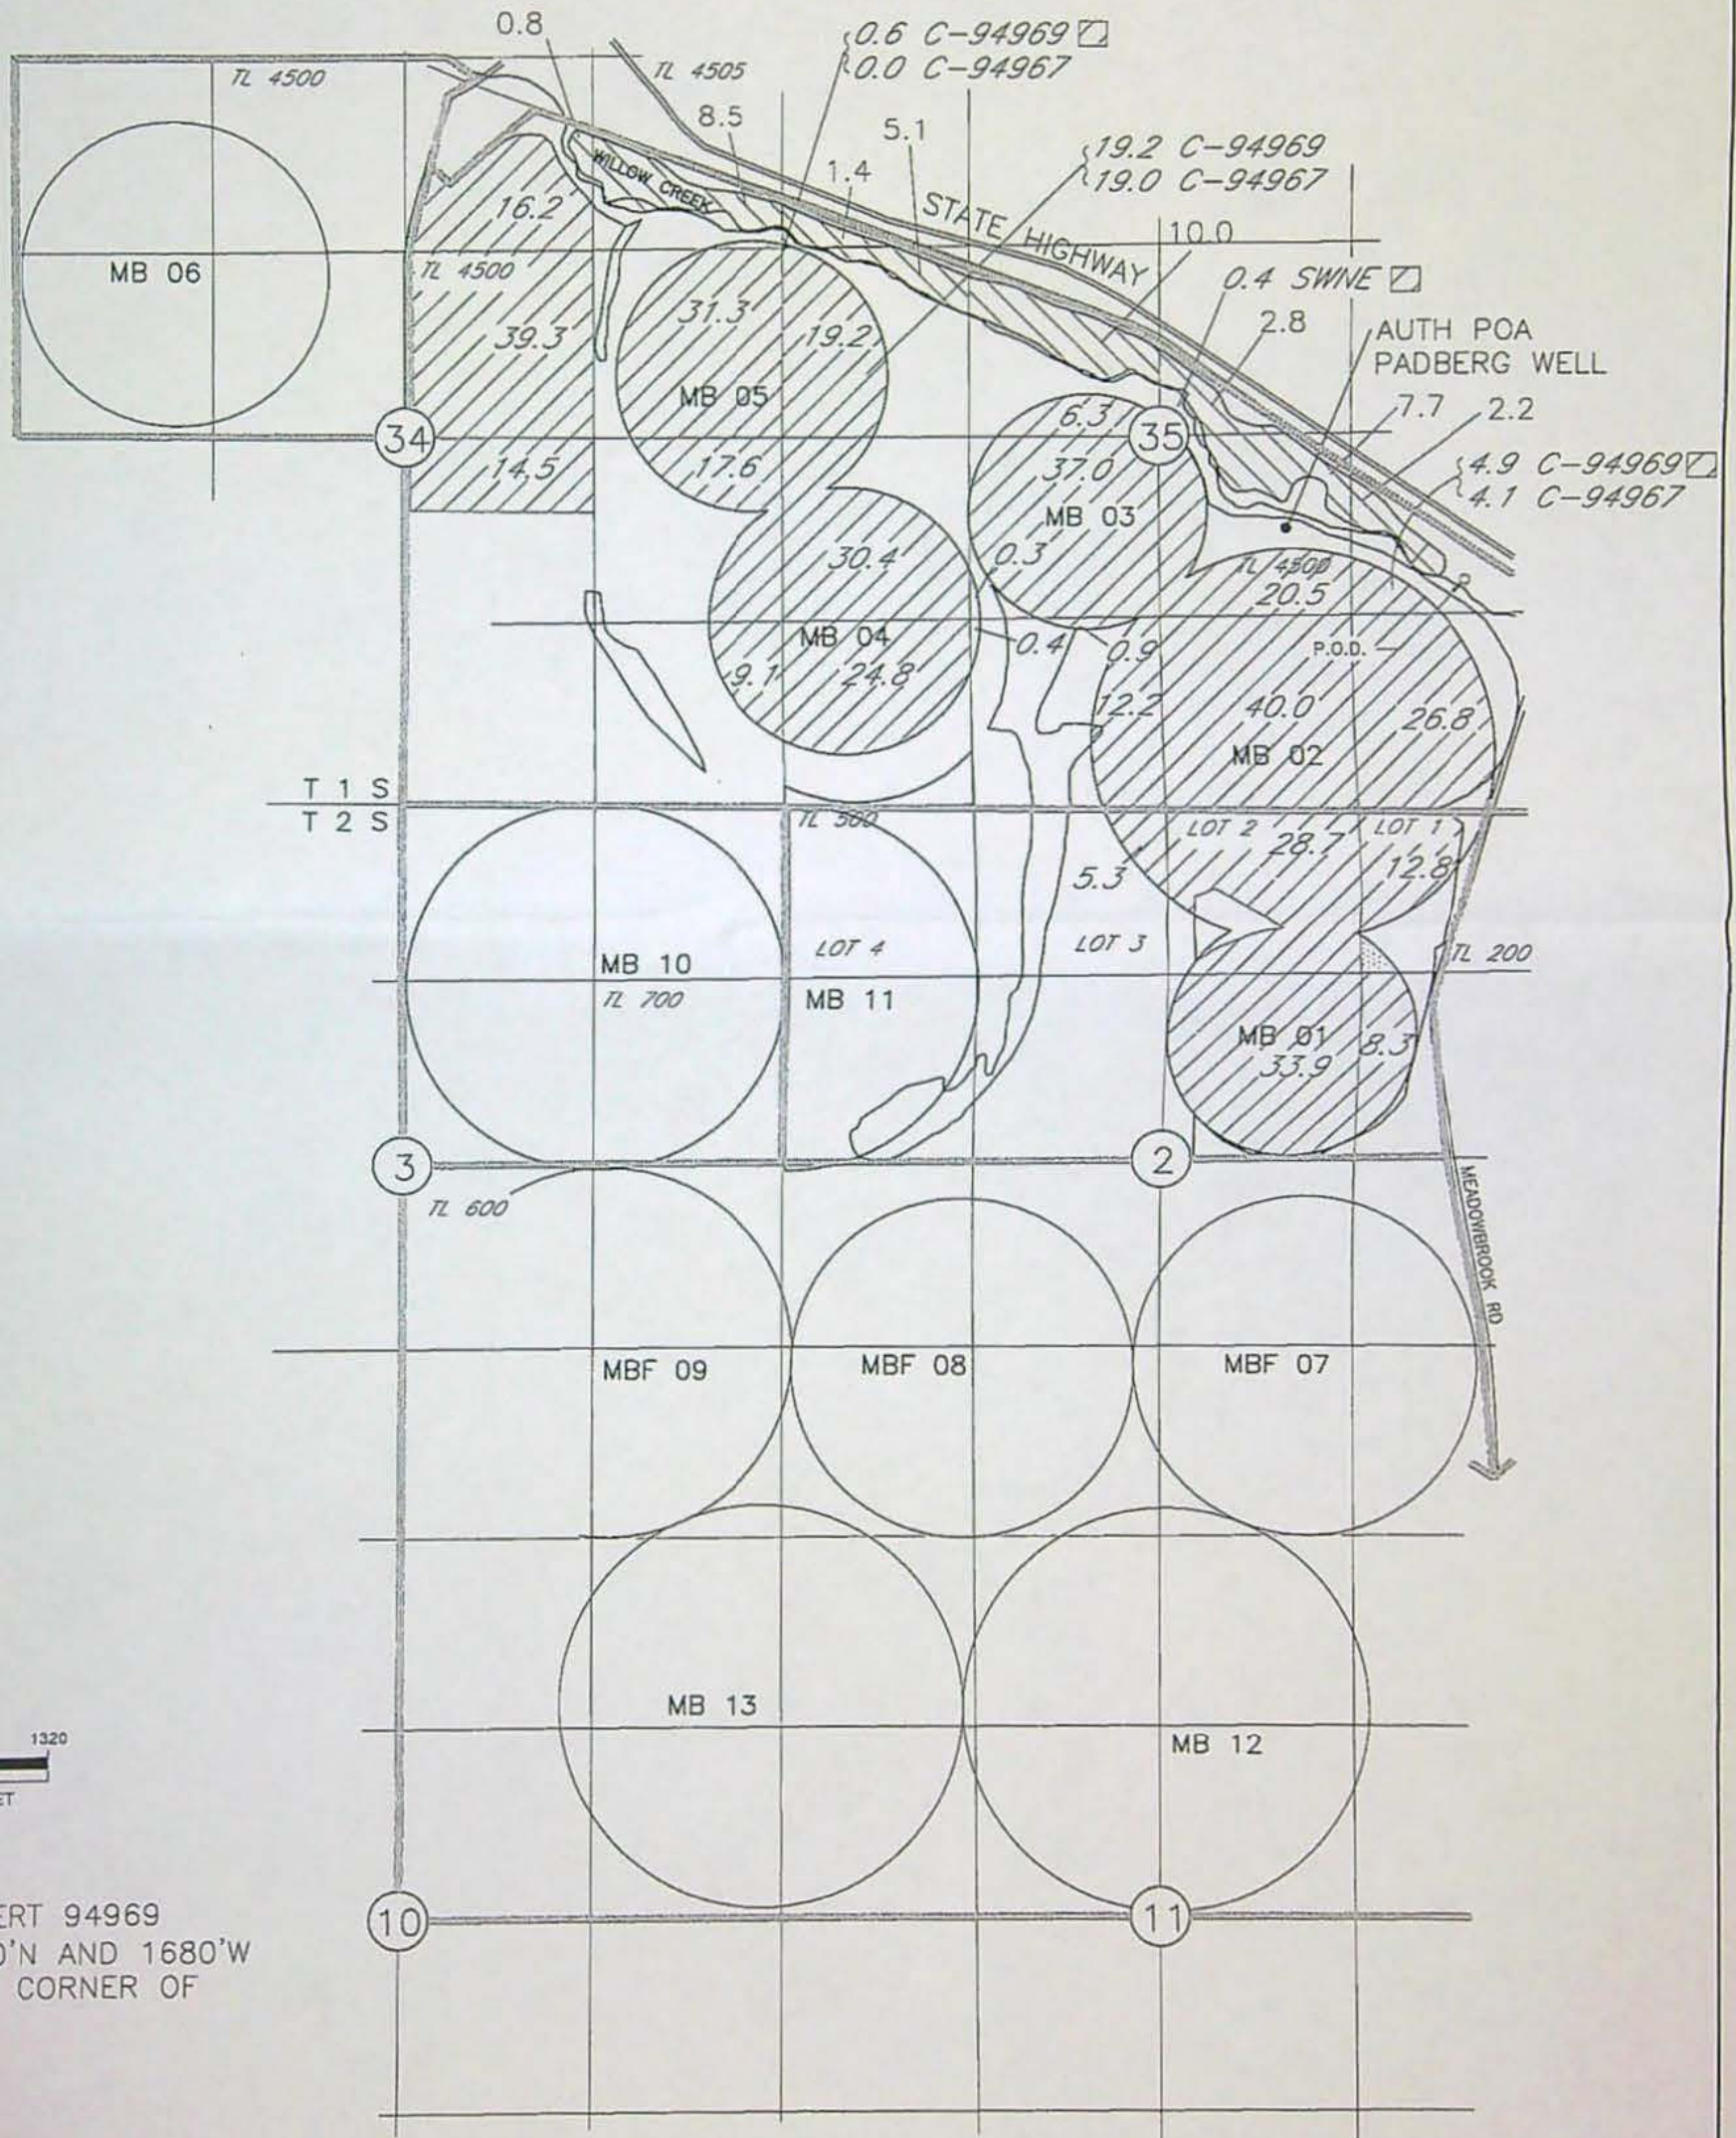 0.8
0.6 C-94969
0.0 C-94967
TL 4500
TL 4505
8.5
5.1
1.4
19.2 C-94969
19.0 C-94967
WILLOW CREEK
STATE HIGHWAY
16.2
10.0
MB 06
TL 4500
0.4 SWNE
2.8
AUTH POA
PADBERG WELL
39.3
31.3
19.2
MB 05
7.7
2.2
6.3
34
35
14.5
17.6
37.0
4.9 C-94969
4.1 C-94967
MB 03
30.4
0.3
TL 4500
20.5
MB 04
0.4
0.9
P.O.D.
9.1
24.8
12.2
40.0
26.8
MB 02
T 1 S
T 2 S
TL 500
LOT 2
28.7
LOT 1
12.8
5.3
LOT 4
LOT 3
MB 10
TL 200
TL 700
MB 11
MB 01
33.9
8.3
3
2
TL 600
MEADOWBROOK RD
MBF 09
MBF 08
MBF 07
MB 13
MB 12
1320
ET
10
11
ERT 94969
0'N AND 1680'W
CORNER OF